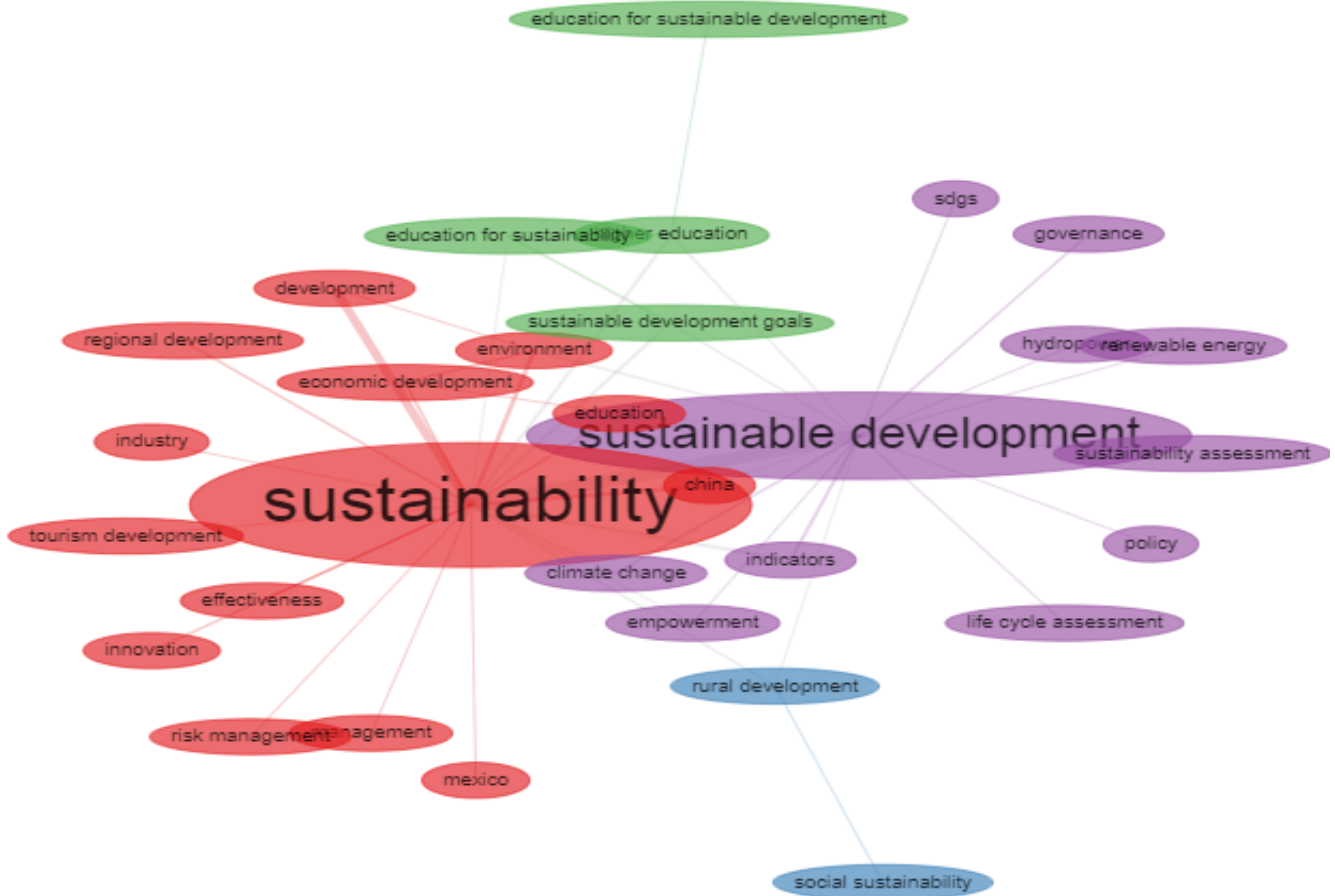 education for sustainable development
sdgs
governance
education for sustainability
education
development
sustainable development goals
regional development
environment
renewable energy
economic development
education
sustainable development
industry
sustainability assessment
china
sustainability
tourism development
policy
indicators
climate change
effectiveness
empowerment
life cycle assessment
innovation
rural development
risk management
management
mexico
social sustainability